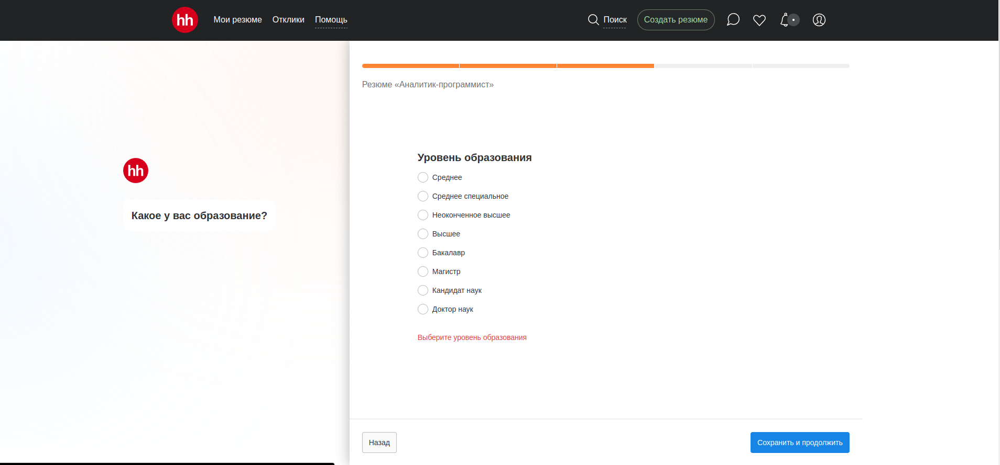 hh Мои резюме Отклики Помощь Поиск Создать резюме
Резюме «Аналитик-программист»
hh
Какое у вас образование?
Уровень образования
Среднее
Среднее специальное
Неоконченное высшее
Высшее
Бакалавр
Магистр
Кандидат наук
Доктор наук
Выберите уровень образования
Назад
Сохранить и продолжить